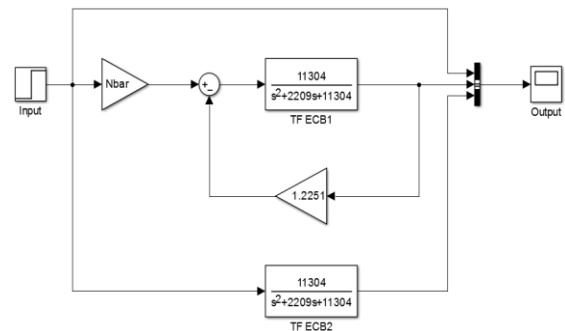 Input
Nbar
+
−
11304
s²+2209s+11304
TF ECB1
Output
1.2251
11304
s²+2209s+11304
TF ECB2